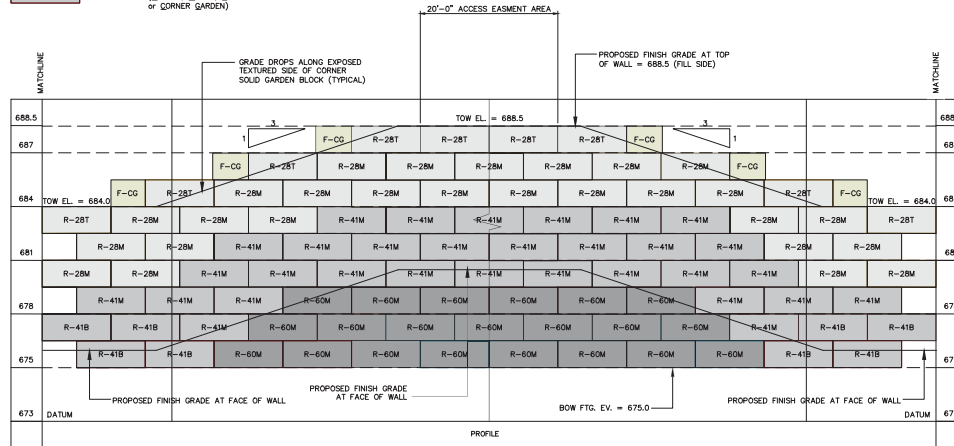 or CORNER GARDEN)
20'-0" ACCESS EASMENT AREA
MATCHLINE
MATCHLINE
GRADE DROPS ALONG EXPOSED
TEXTURED SIDE OF CORNER
SOLID GARDEN BLOCK (TYPICAL)
PROPOSED FINISH GRADE AT TOP
OF WALL = 688.5 (FILL SIDE)
688.5
TOW EL. = 688.5
3
1
3
1
F-CG R-28T R-28T R-28T R-28T F-CG
687
F-CG R-28T R-28M R-28M R-28M R-28M R-28M R-28T F-CG
F-CG R-28T R-28M R-28M R-28M R-28M R-28M R-28M R-28M R-28M R-28T F-CG
684
TOW EL. = 684.0
TOW EL. = 684.0
R-28T R-28M R-28M R-28M R-41M R-41M R-41M R-41M R-41M R-28M R-28M R-28M R-28T
R-28M R-28M R-41M R-41M R-41M R-41M R-41M R-41M R-41M R-41M R-28M R-28M
681
R-28M R-28M R-41M R-41M R-41M R-41M R-41M R-41M R-41M R-41M R-41M R-28M R-28M
R-41M R-41M R-41M R-60M R-60M R-60M R-60M R-60M R-60M R-41M R-41M R-41M
678
R-41B R-41B R-41M R-60M R-60M R-60M R-60M R-60M R-60M R-60M R-41M R-41B R-41B
R-41B R-41B R-60M R-60M R-60M R-60M R-60M R-60M R-60M R-60M R-41B R-41B
675
PROPOSED FINISH GRADE AT FACE OF WALL
PROPOSED FINISH GRADE
AT FACE OF WALL
BOW FTG. EV. = 675.0
PROPOSED FINISH GRADE AT FACE OF WALL
673
DATUM
DATUM
PROFILE